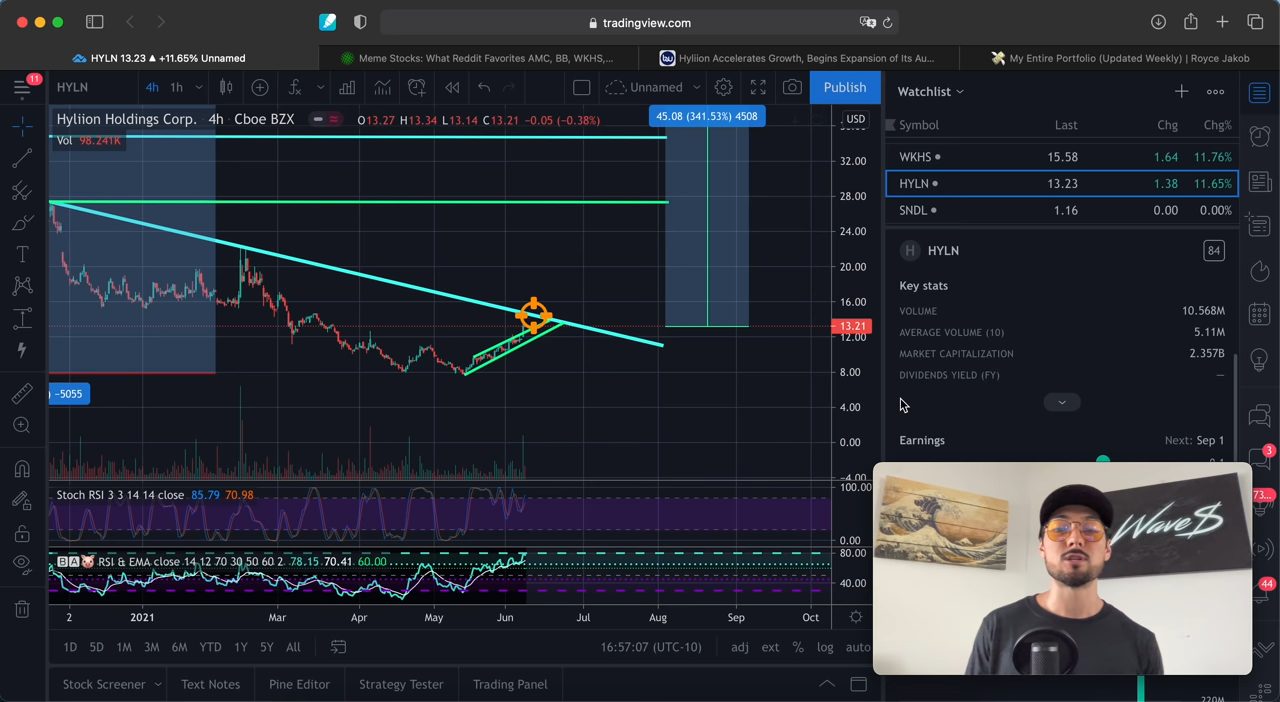 tradingview.com
HYLN 13.23 ▲ +11.65% Unnamed
Meme Stocks: What Reddit Favorites AMC, BB, WKHS,...
Hyliion Accelerates Growth, Begins Expansion of Its Au...
My Entire Portfolio (Updated Weekly) | Royce Jakob
11
HYLN
4h
1h
Unnamed
Publish
Watchlist
Hyliion Holdings Corp. 4h Cboe BZX
O13.27 H13.34 L13.14 C13.21 -0.05 (-0.38%)
Vol 98.241K
45.08 (341.53%) 4508
USD
32.00
28.00
24.00
20.00
16.00
13.21
12.00
8.00
4.00
0.00
-4.00
) -5055
Stoch RSI 3 3 14 14 close 85.79 70.98
100.00
0.00
B A RSI & EMA close 14 12 70 30 50 60 2 78.15 70.41 60.00
80.00
40.00
2 2021 Mar Apr May Jun Jul Aug Sep Oct
1D 5D 1M 3M 6M YTD 1Y 5Y All
16:57:07 (UTC-10)
adj ext % log auto
Stock Screener
Text Notes
Pine Editor
Strategy Tester
Trading Panel
Symbol Last Chg Chg%
WKHS 15.58 1.64 11.76%
HYLN 13.23 1.38 11.65%
SNDL 1.16 0.00 0.00%
H HYLN 84
Key stats
VOLUME 10.568M
AVERAGE VOLUME (10) 5.11M
MARKET CAPITALIZATION 2.357B
DIVIDENDS YIELD (FY) —
Earnings Next: Sep 1
Wave$
3
73...
44